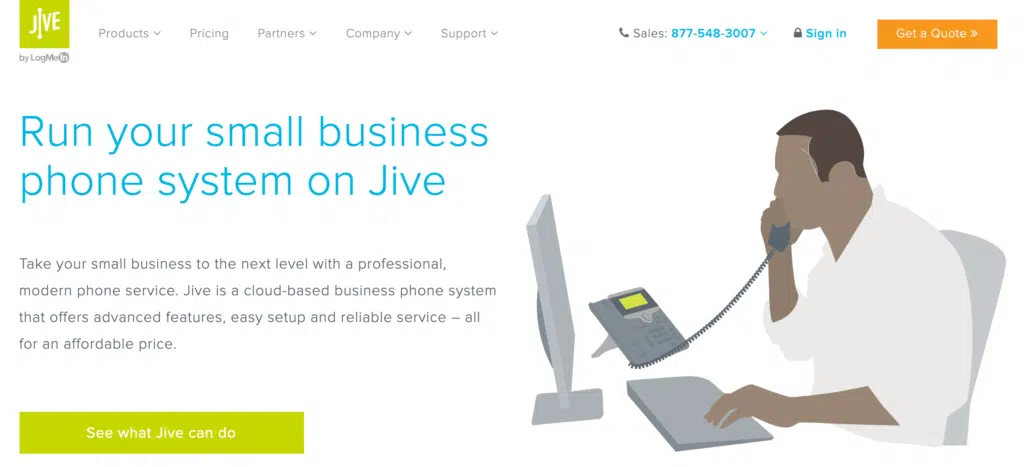 JIVE
by LogMeIn
Products
Pricing
Partners
Company
Support
Sales: 877-548-3007
Sign in
Get a Quote »
Run your small business
phone system on Jive
Take your small business to the next level with a professional,
modern phone service. Jive is a cloud-based business phone system
that offers advanced features, easy setup and reliable service – all
for an affordable price.
See what Jive can do